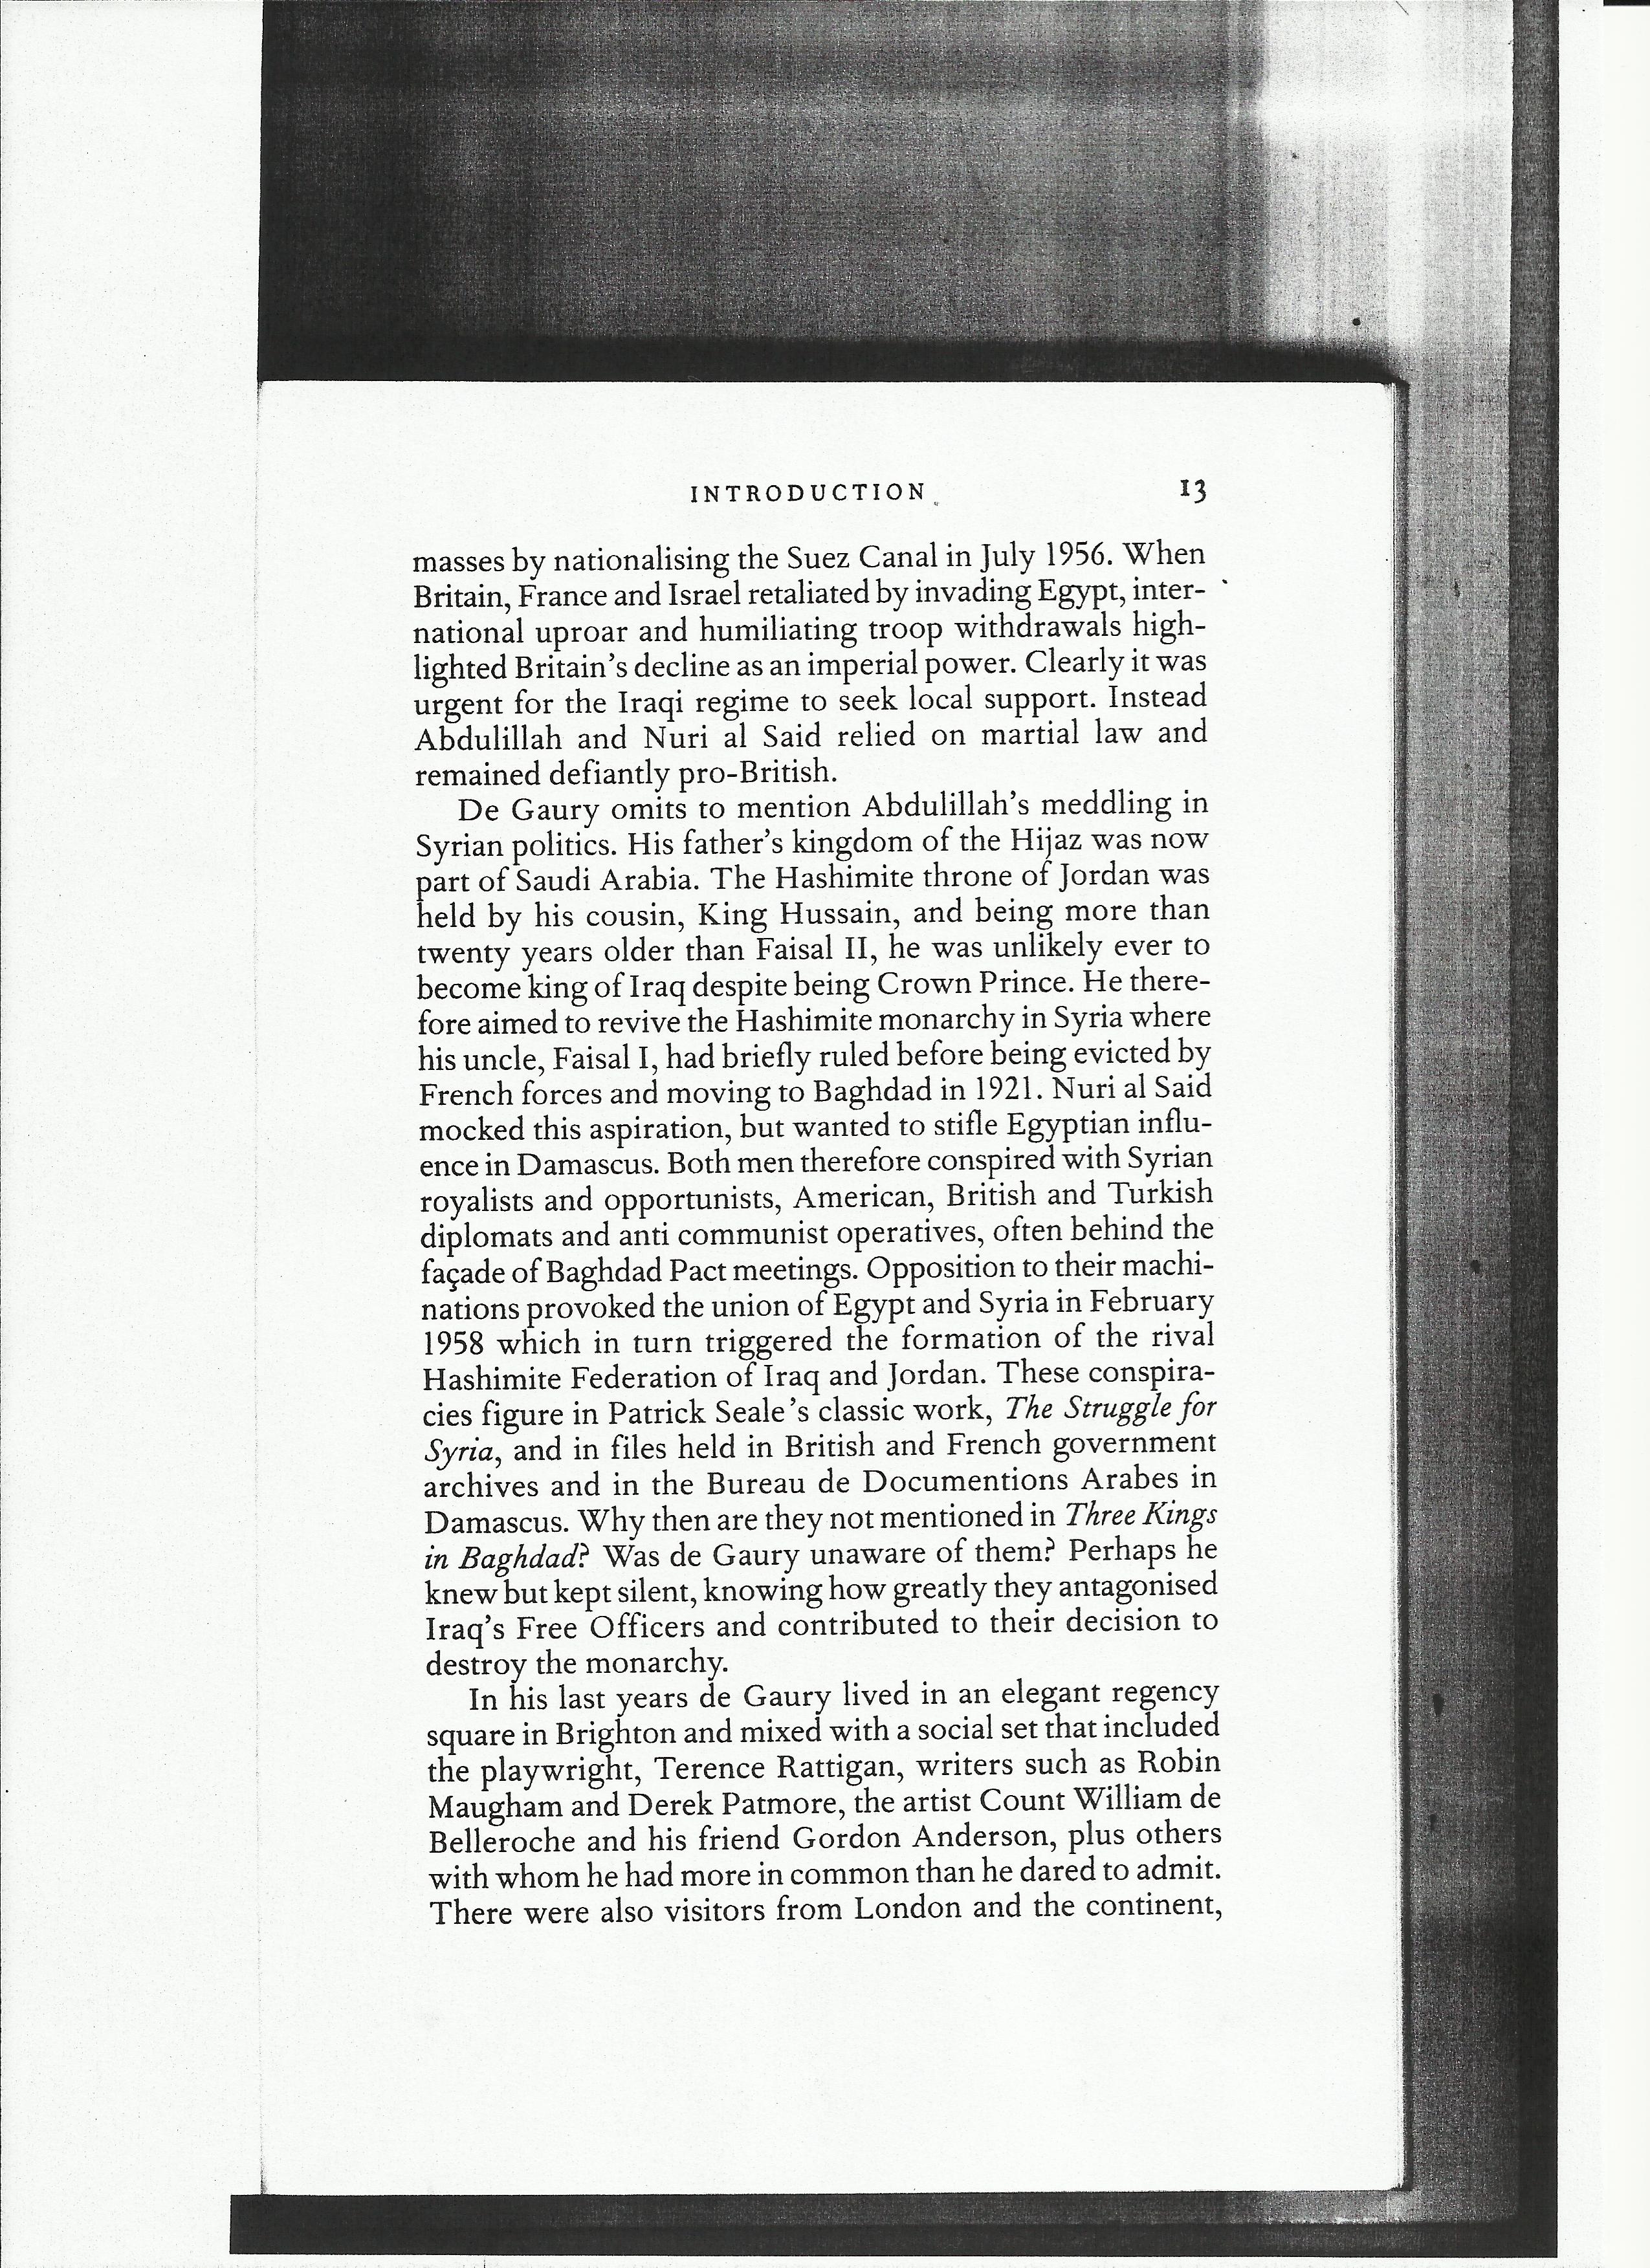 INTRODUCTION 13
masses by nationalising the Suez Canal in July 1956. When
Britain, France and Israel retaliated by invading Egypt, inter-
national uproar and humiliating troop withdrawals high-
lighted Britain's decline as an imperial power. Clearly it was
urgent for the Iraqi regime to seek local support. Instead
Abdulillah and Nuri al Said relied on martial law and
remained defiantly pro-British.
De Gaury omits to mention Abdulillah's meddling in
Syrian politics. His father's kingdom of the Hijaz was now
part of Saudi Arabia. The Hashimite throne of Jordan was
held by his cousin, King Hussain, and being more than
twenty years older than Faisal II, he was unlikely ever to
become king of Iraq despite being Crown Prince. He there-
fore aimed to revive the Hashimite monarchy in Syria where
his uncle, Faisal I, had briefly ruled before being evicted by
French forces and moving to Baghdad in 1921. Nuri al Said
mocked this aspiration, but wanted to stifle Egyptian influ-
ence in Damascus. Both men therefore conspired with Syrian
royalists and opportunists, American, British and Turkish
diplomats and anti communist operatives, often behind the
façade of Baghdad Pact meetings. Opposition to their machi-
nations provoked the union of Egypt and Syria in February
1958 which in turn triggered the formation of the rival
Hashimite Federation of Iraq and Jordan. These conspira-
cies figure in Patrick Seale's classic work, The Struggle for
Syria, and in files held in British and French government
archives and in the Bureau de Documentions Arabes in
Damascus. Why then are they not mentioned in Three Kings
in Baghdad? Was de Gaury unaware of them? Perhaps he
knew but kept silent, knowing how greatly they antagonised
Iraq's Free Officers and contributed to their decision to
destroy the monarchy.
In his last years de Gaury lived in an elegant regency
square in Brighton and mixed with a social set that included
the playwright, Terence Rattigan, writers such as Robin
Maugham and Derek Patmore, the artist Count William de
Belleroche and his friend Gordon Anderson, plus others
with whom he had more in common than he dared to admit.
There were also visitors from London and the continent,